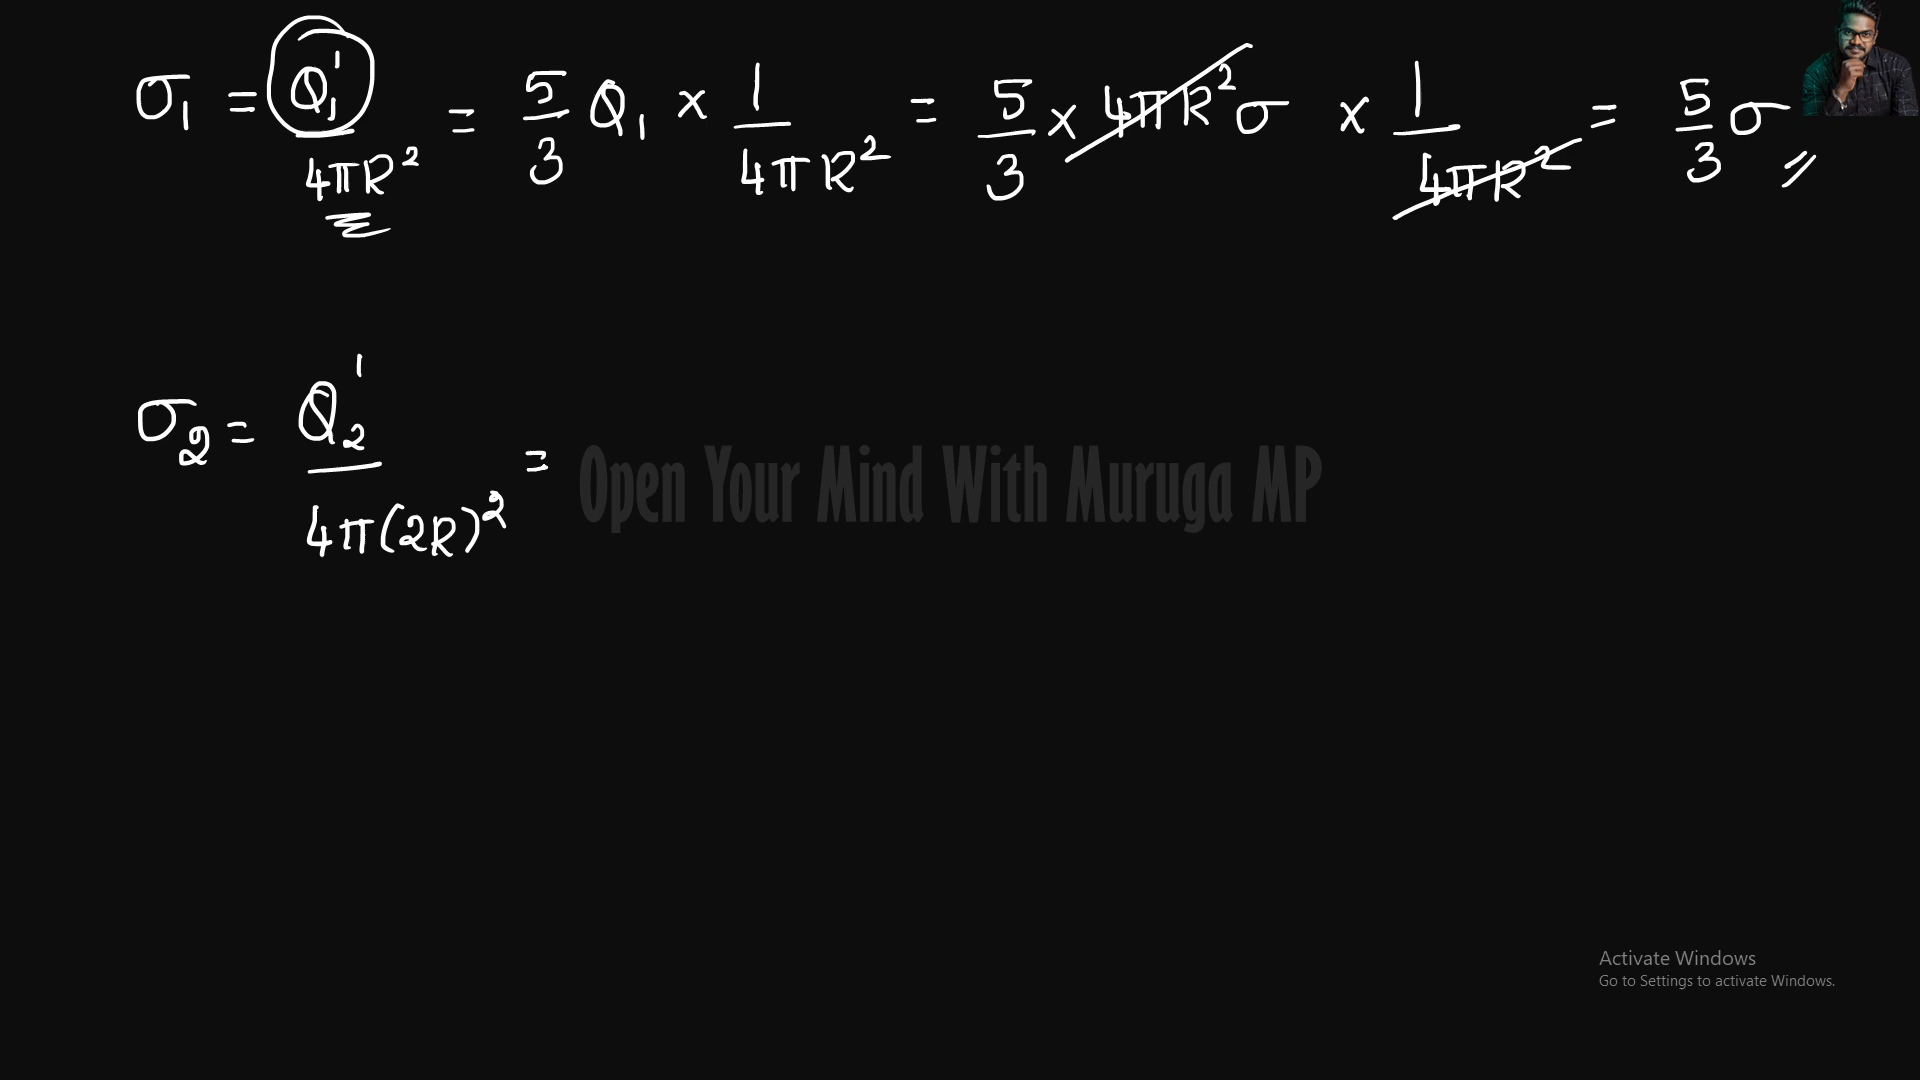 σ₁ = Q₁' / 4πR² = 5/3 Q₁ × 1 / 4πR² = 5/3 × 4πR² σ × 1 / 4πR² = 5/3 σ
σ₂ = Q₂' / 4π(2R)² =
Open Your Mind With Muruga MP
Activate Windows
Go to Settings to activate Windows.